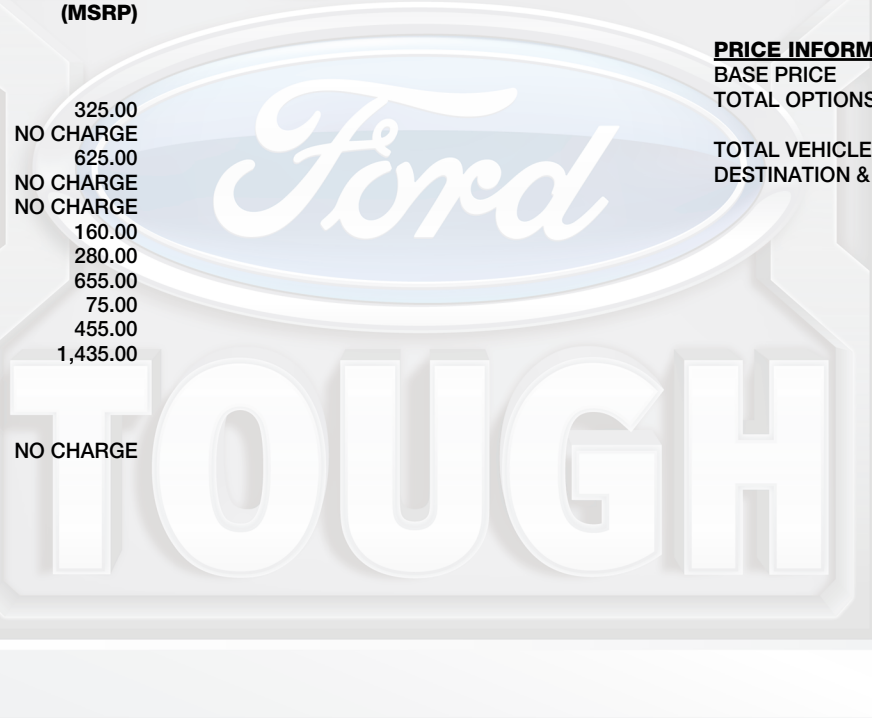 (MSRP)
325.00
NO CHARGE
625.00
NO CHARGE
NO CHARGE
160.00
280.00
655.00
75.00
455.00
1,435.00
NO CHARGE
PRICE INFORM
BASE PRICE
TOTAL OPTIONS
TOTAL VEHICLE
DESTINATION &
Ford
TOUGH